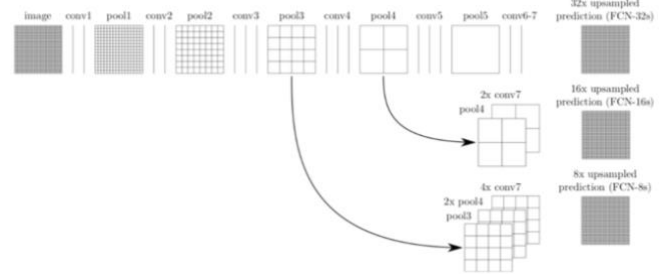 image conv1 pool1 conv2 pool2 conv3 pool3 conv4 pool4 conv5 pool5 conv6-7
32x upsampled
prediction (FCN-32s)
2x conv7
pool4
16x upsampled
prediction (FCN-16s)
4x conv7
2x pool4
pool3
8x upsampled
prediction (FCN-8s)